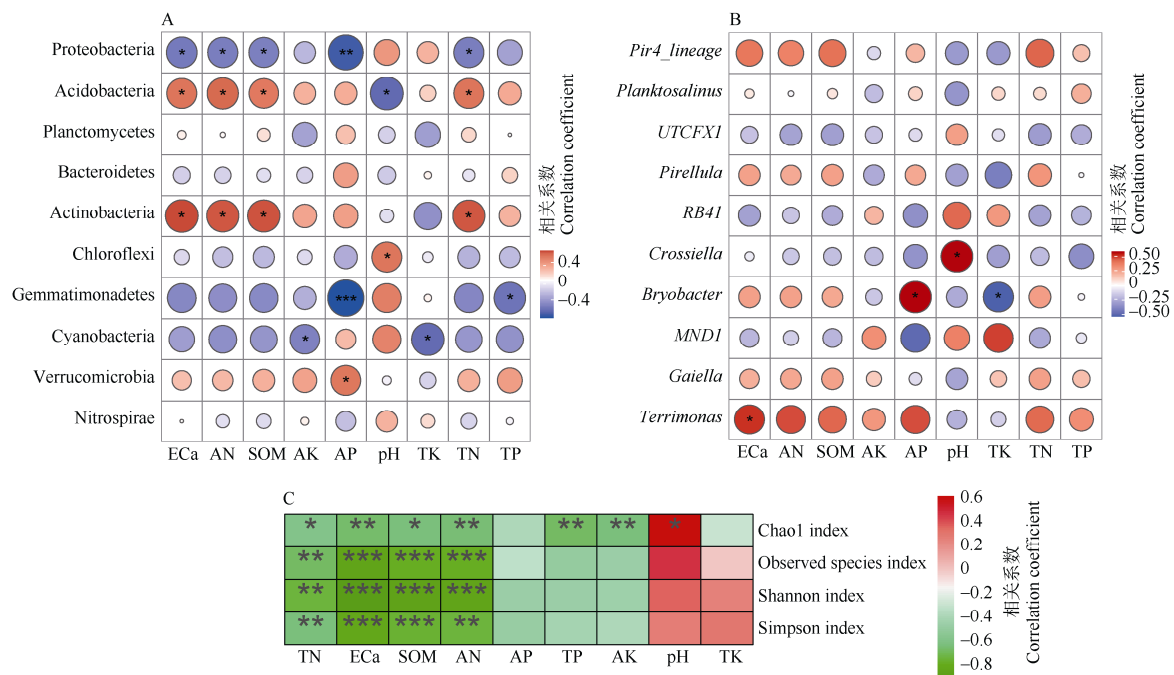 A
Proteobacteria * * * ** *
Acidobacteria * * * * *
Planctomycetes
Bacteroidetes
Actinobacteria * * * *
Chloroflexi *
Gemmatimonadetes *** *
Cyanobacteria * *
Verrucomicrobia *
Nitrospirae
ECa AN SOM AK AP pH TK TN TP
相关系数
Correlation coefficient
0.4
0
−0.4
B
Pir4_lineage
Planktosalinus
UTCFX1
Pirellula
RB41
Crossiella *
Bryobacter * *
MND1
Gaiella
Terrimonas *
ECa AN SOM AK AP pH TK TN TP
相关系数
Correlation coefficient
0.50
0.25
0
−0.25
−0.50
C
* ** * ** ** ** * Chao1 index
** *** *** *** Observed species index
** *** *** *** Shannon index
** *** *** ** Simpson index
TN ECa SOM AN AP TP AK pH TK
0.6
0.4
0.2
0
−0.2
−0.4
−0.6
−0.8
相关系数
Correlation coefficient